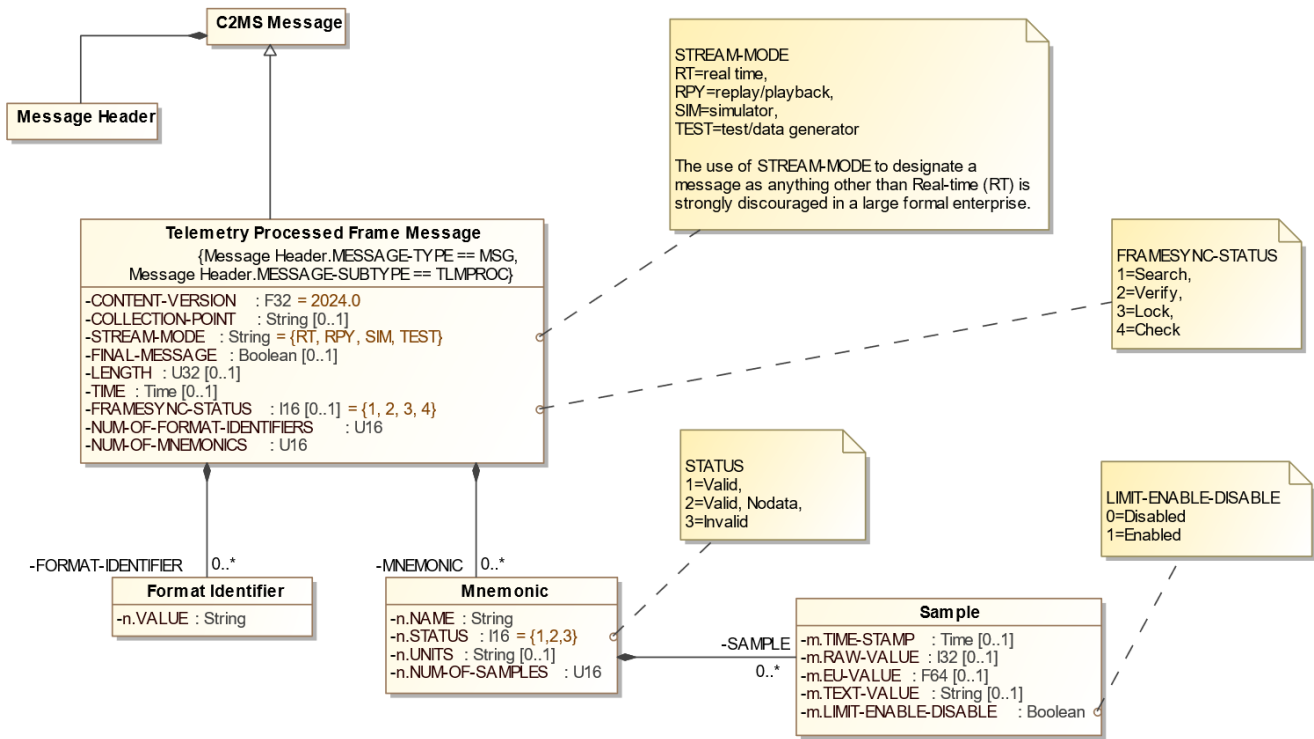 C2MS Message
Message Header
STREAM-MODE
RT=real time,
RPY=replay/playback,
SIM=simulator,
TEST=test/data generator
The use of STREAM-MODE to designate a
message as anything other than Real-time (RT) is
strongly discouraged in a large formal enterprise.
Telemetry Processed Frame Message
{Message Header.MESSAGE-TYPE == MSG,
Message Header.MESSAGE-SUBTYPE == TLMPROC}
-CONTENT-VERSION : F32 = 2024.0
-COLLECTION-POINT : String [0..1]
-STREAM-MODE : String = {RT, RPY, SIM, TEST}
-FINAL-MESSAGE : Boolean [0..1]
-LENGTH : U32 [0..1]
-TIME : Time [0..1]
-FRAMESYNC-STATUS : I16 [0..1] = {1, 2, 3, 4}
-NUM-OF-FORMAT-IDENTIFIERS : U16
-NUM-OF-MNEMONICS : U16
FRAMESYNC-STATUS
1=Search,
2=Verify,
3=Lock,
4=Check
STATUS
1=Valid,
2=Valid, Nodata,
3=Invalid
LIMIT-ENABLE-DISABLE
0=Disabled
1=Enabled
-FORMAT-IDENTIFIER 0..*
Format Identifier
-n.VALUE : String
-MNEMONIC 0..*
Mnemonic
-n.NAME : String
-n.STATUS : I16 = {1,2,3}
-n.UNITS : String [0..1]
-n.NUM-OF-SAMPLES : U16
-SAMPLE
0..*
Sample
-m.TIME-STAMP : Time [0..1]
-m.RAW-VALUE : I32 [0..1]
-m.EU-VALUE : F64 [0..1]
-m.TEXT-VALUE : String [0..1]
-m.LIMIT-ENABLE-DISABLE : Boolean